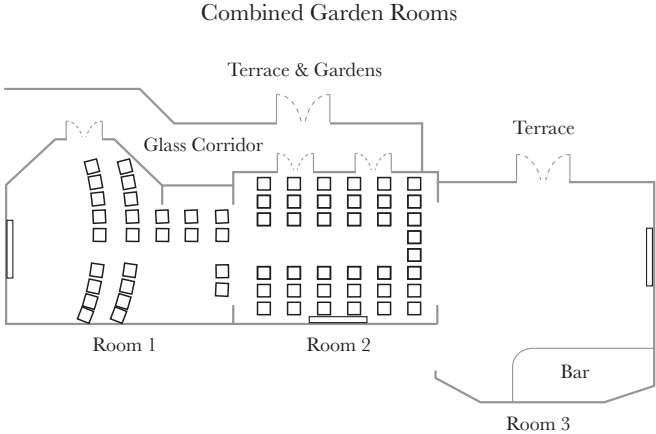 Combined Garden Rooms
Terrace & Gardens
Terrace
Glass Corridor
Room 1
Room 2
Bar
Room 3